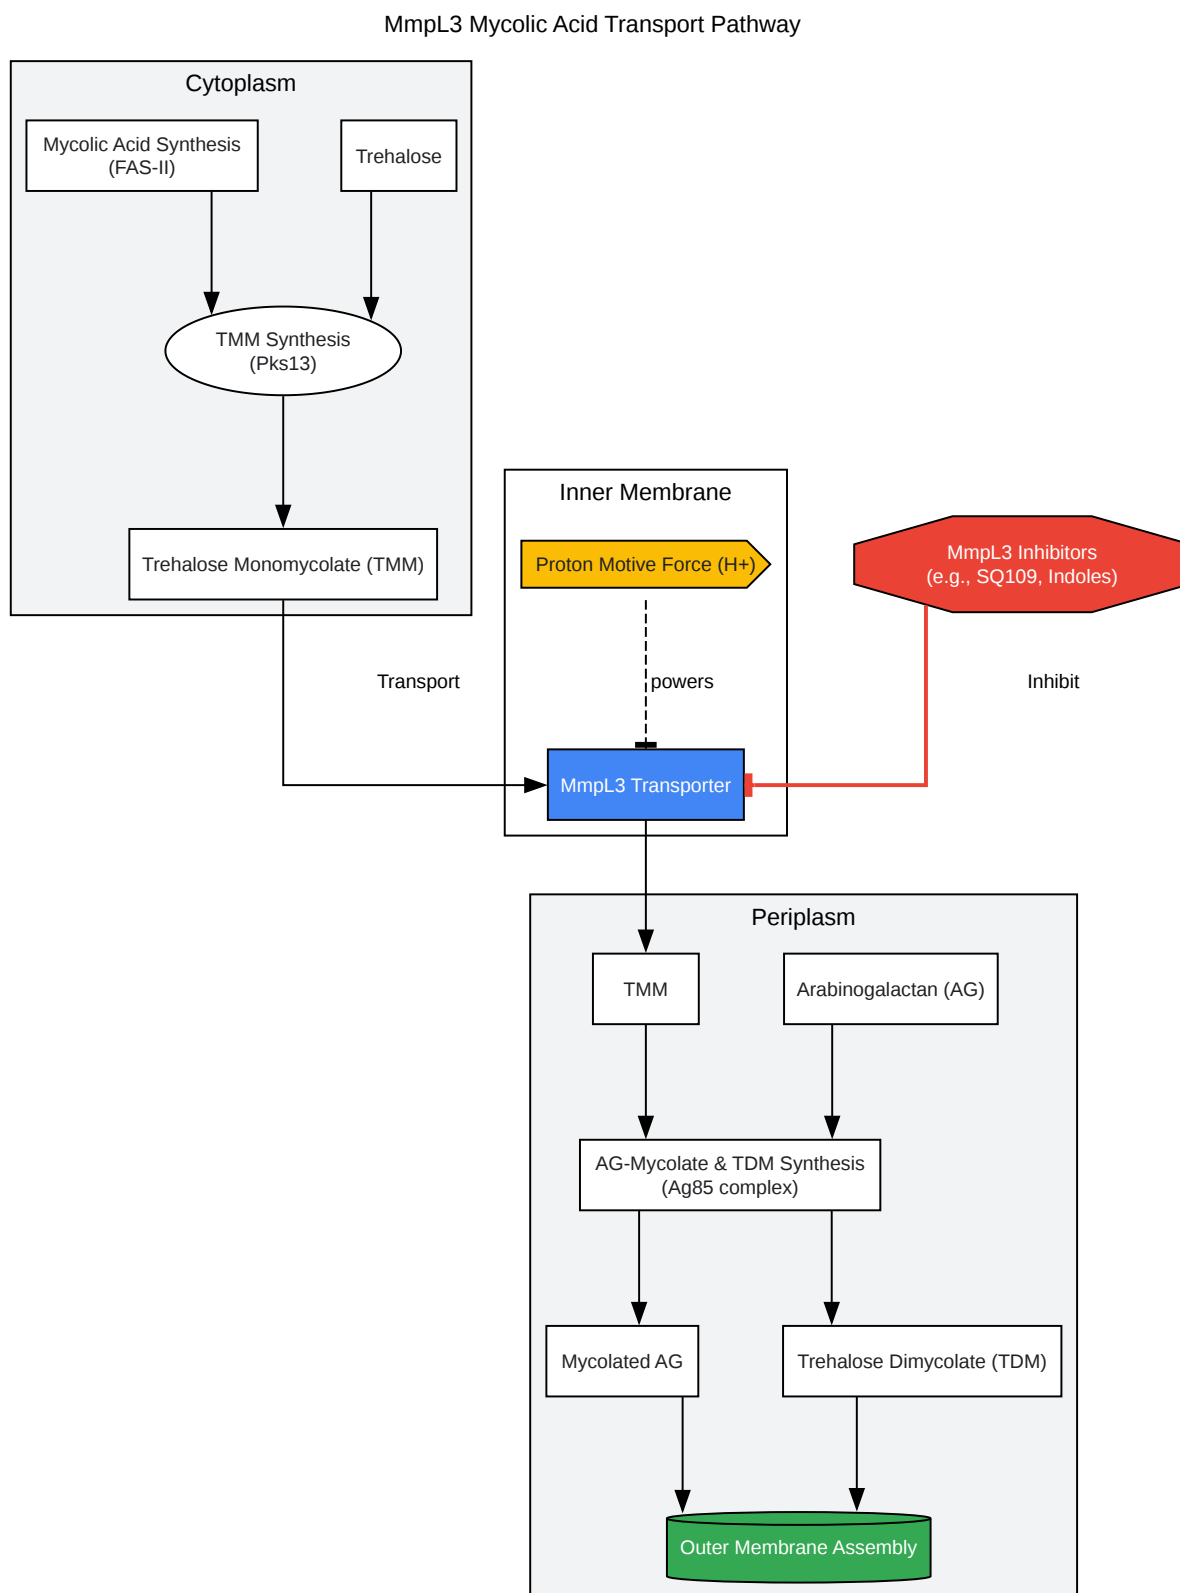 MmpL3 Mycolic Acid Transport Pathway
Cytoplasm
Mycolic Acid Synthesis
(FAS-II)
Trehalose
TMM Synthesis
(Pks13)
Trehalose Monomycolate (TMM)
Inner Membrane
Proton Motive Force (H+)
MmpL3 Inhibitors
(e.g., SQ109, Indoles)
Transport
powers
Inhibit
MmpL3 Transporter
Periplasm
TMM
Arabinogalactan (AG)
AG-Mycolate & TDM Synthesis
(Ag85 complex)
Mycolated AG
Trehalose Dimycolate (TDM)
Outer Membrane Assembly